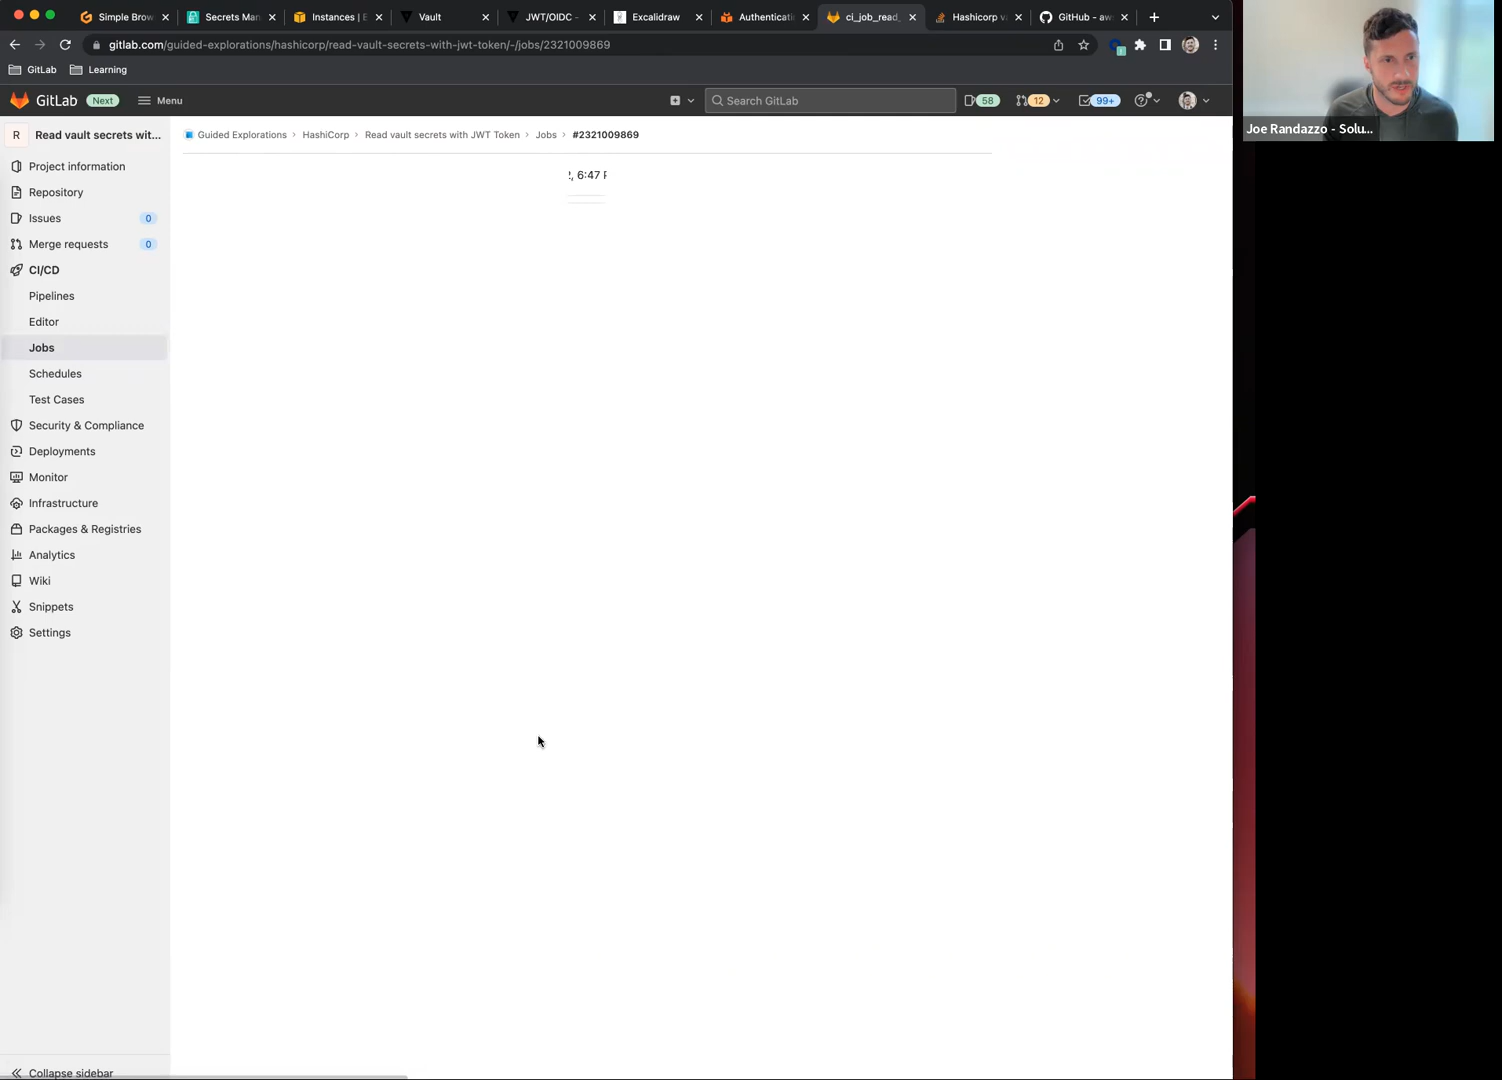 Simple Brow
Secrets Man
Instances | E
Vault
JWT/OIDC -
Excalidraw
Authenticati
ci_job_read_
Hashicorp v
GitHub - aw
gitlab.com/guided-explorations/hashicorp/read-vault-secrets-with-jwt-token/-/jobs/2321009869
GitLab
Learning
GitLab
Next
Menu
Search GitLab
58
12
99+
Joe Randazzo - Solu...
R
Read vault secrets wit...
Guided Explorations > HashiCorp > Read vault secrets with JWT Token > Jobs > #2321009869
Project information
, 6:47
Repository
Issues
0
Merge requests
0
CI/CD
Pipelines
Editor
Jobs
Schedules
Test Cases
Security & Compliance
Deployments
Monitor
Infrastructure
Packages & Registries
Analytics
Wiki
Snippets
Settings
Collapse sidebar